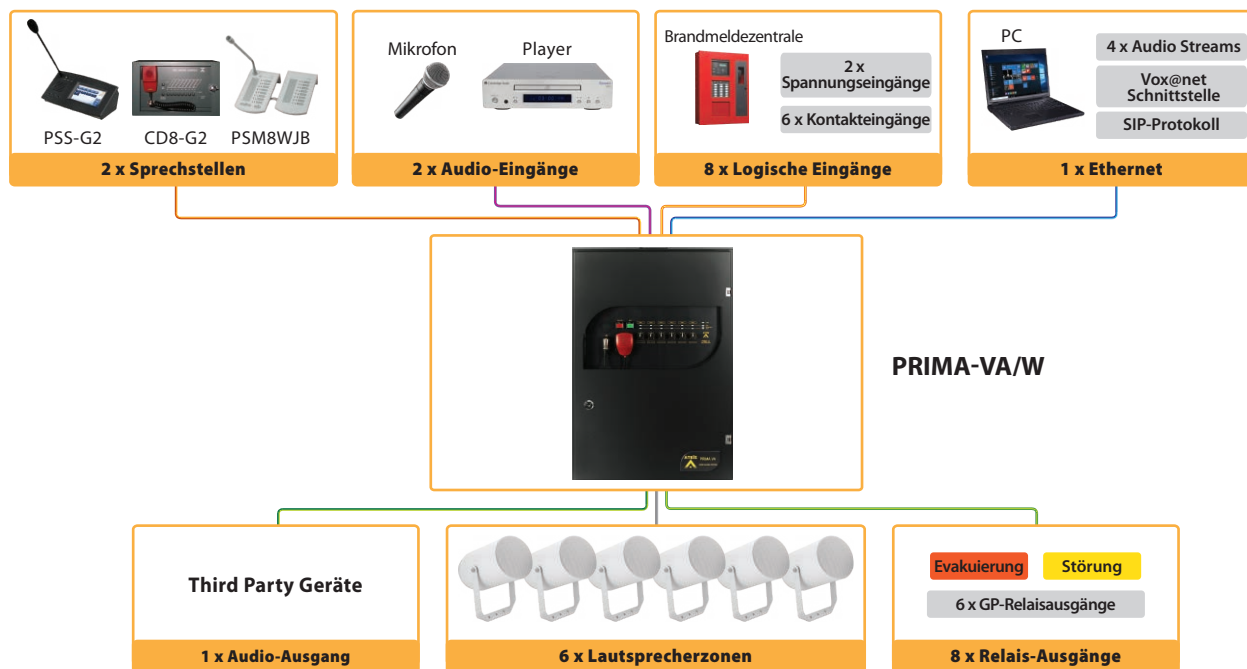 PSS-G2
CD8-G2
PSM8WJB
2 x Sprechstellen
Mikrofon
Player
2 x Audio-Eingänge
Brandmeldezentrale
2 x
Spannungseingänge
6 x Kontakteingänge
8 x Logische Eingänge
PC
4 x Audio Streams
Vox@net
Schnittstelle
SIP-Protokoll
1 x Ethernet
PRIMA-VA/W
Third Party Geräte
1 x Audio-Ausgang
6 x Lautsprecherzonen
Evakuierung
Störung
6 x GP-Relaisausgänge
8 x Relais-Ausgänge